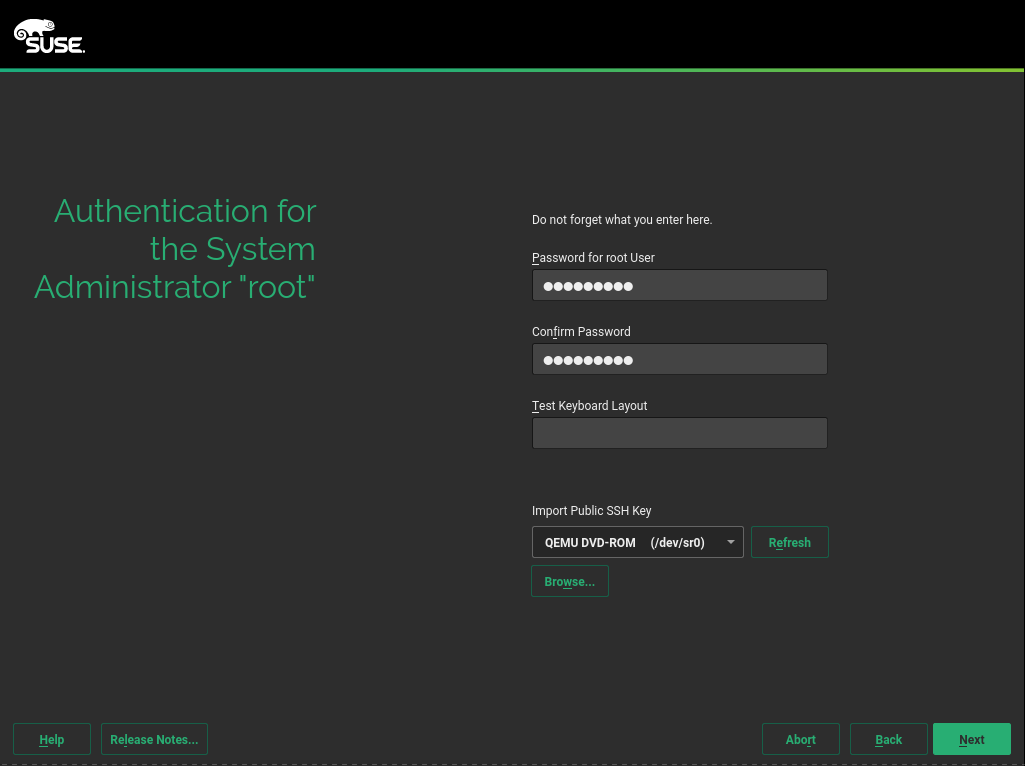 SUSE.
Authentication for
the System
Administrator "root"
Do not forget what you enter here.
Password for root User
●●●●●●●●●
Confirm Password
●●●●●●●●●
Test Keyboard Layout
Import Public SSH Key
QEMU DVD-ROM (/dev/sr0)
Refresh
Browse...
Help
Release Notes...
Abort
Back
Next